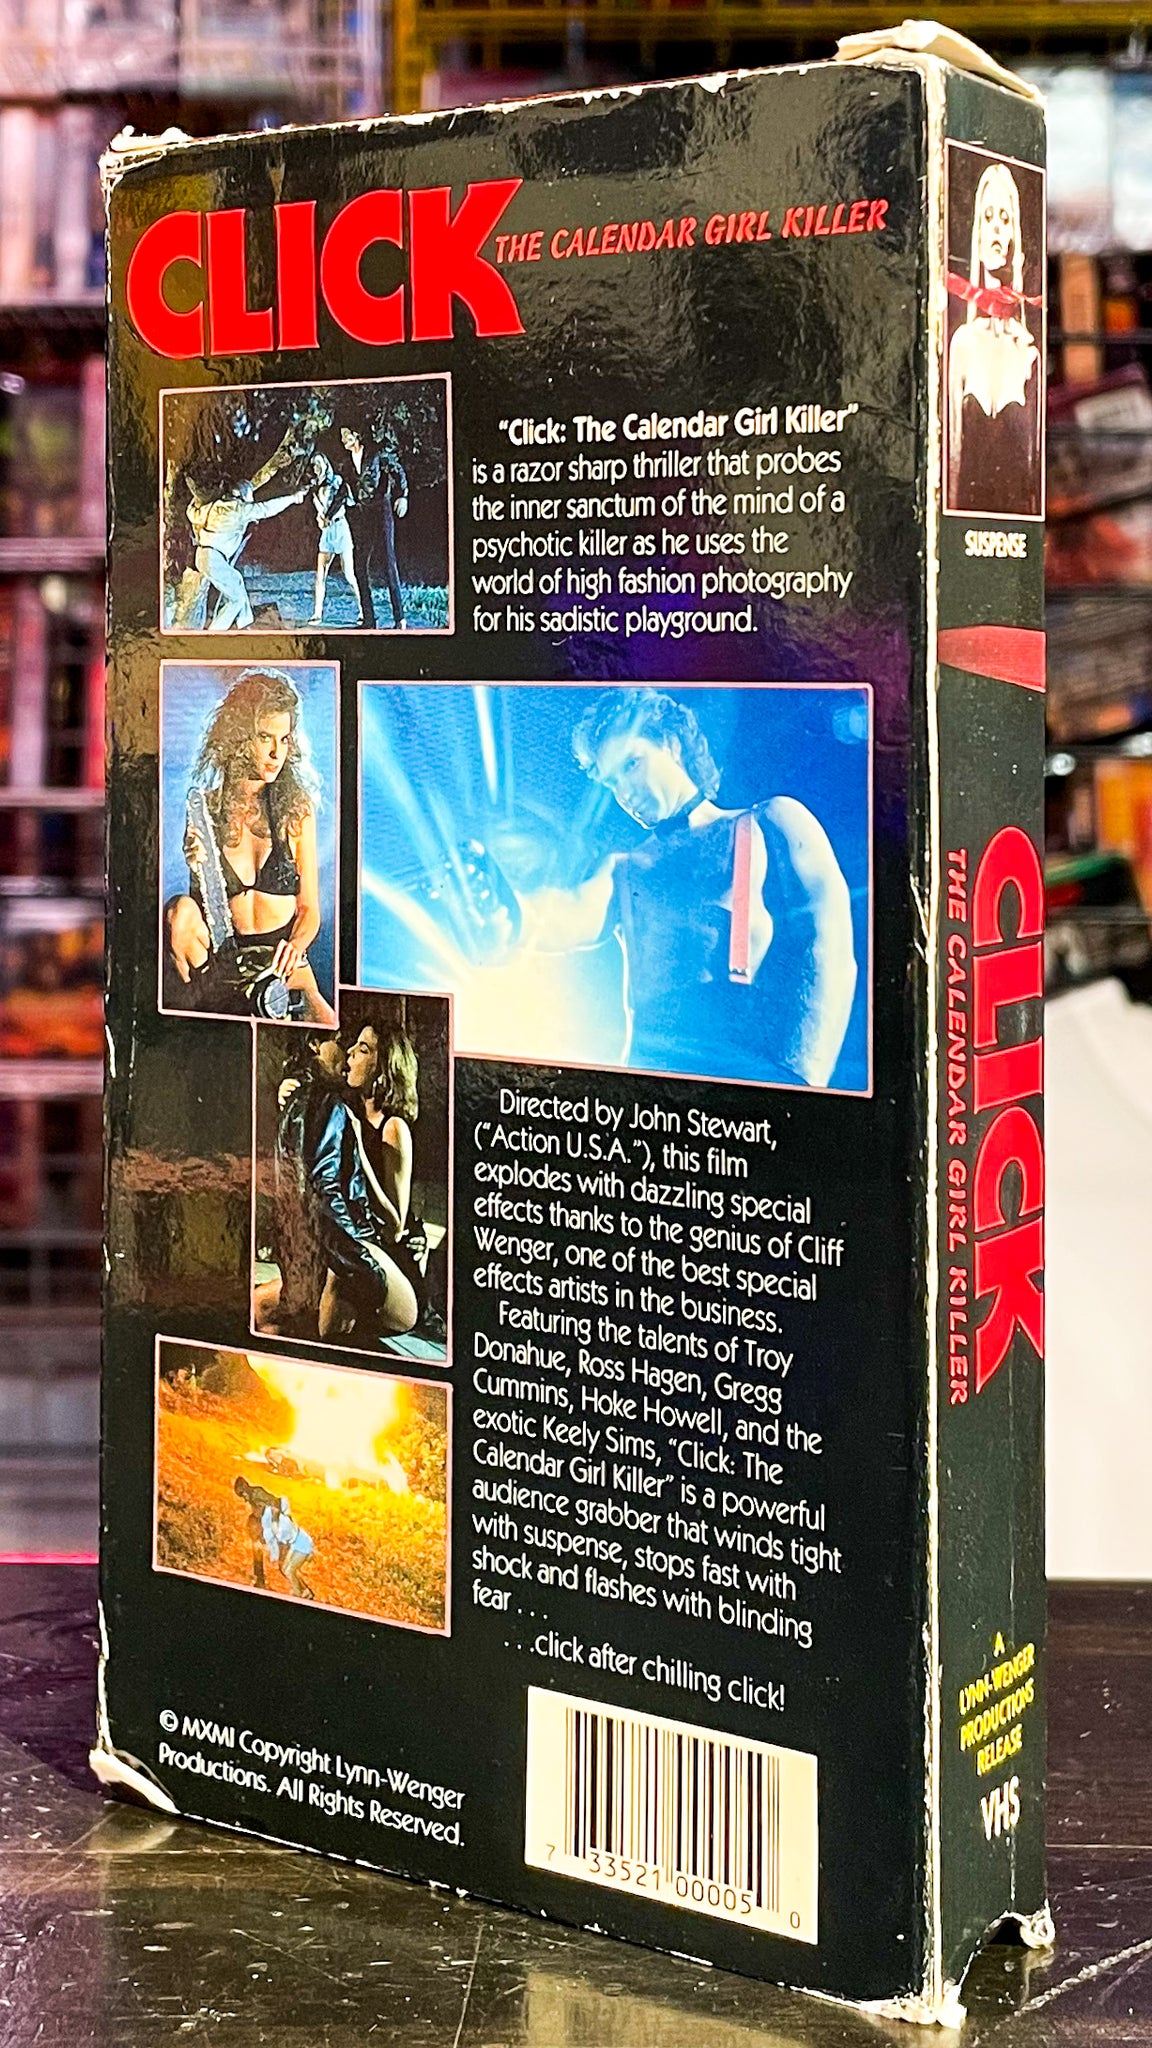 CLICK
THE CALENDAR GIRL KILLER
"Click: The Calendar Girl Killer"
is a razor sharp thriller that probes
the inner sanctum of the mind of a
psychotic killer as he uses the
world of high fashion photography
for his sadistic playground.
Directed by John Stewart,
("Action U.S.A."), this film
explodes with dazzling special
effects thanks to the genius of Cliff
Wenger, one of the best special
effects artists in the business.
Featuring the talents of Troy
Donahue, Ross Hagen, Gregg
Cummins, Hoke Howell, and the
exotic Keely Sims, "Click: The
Calendar Girl Killer" is a powerful
audience grabber that winds tight
with suspense, stops fast with
shock and flashes with blinding
fear . . .
. . .click after chilling click!
© MXMI Copyright Lynn-Wenger
Productions. All Rights Reserved.
7 33521 00005 0
SUSPENSE
CLICK
THE CALENDAR GIRL KILLER
A
LYNN-WENGER
PRODUCTIONS
RELEASE
VHS